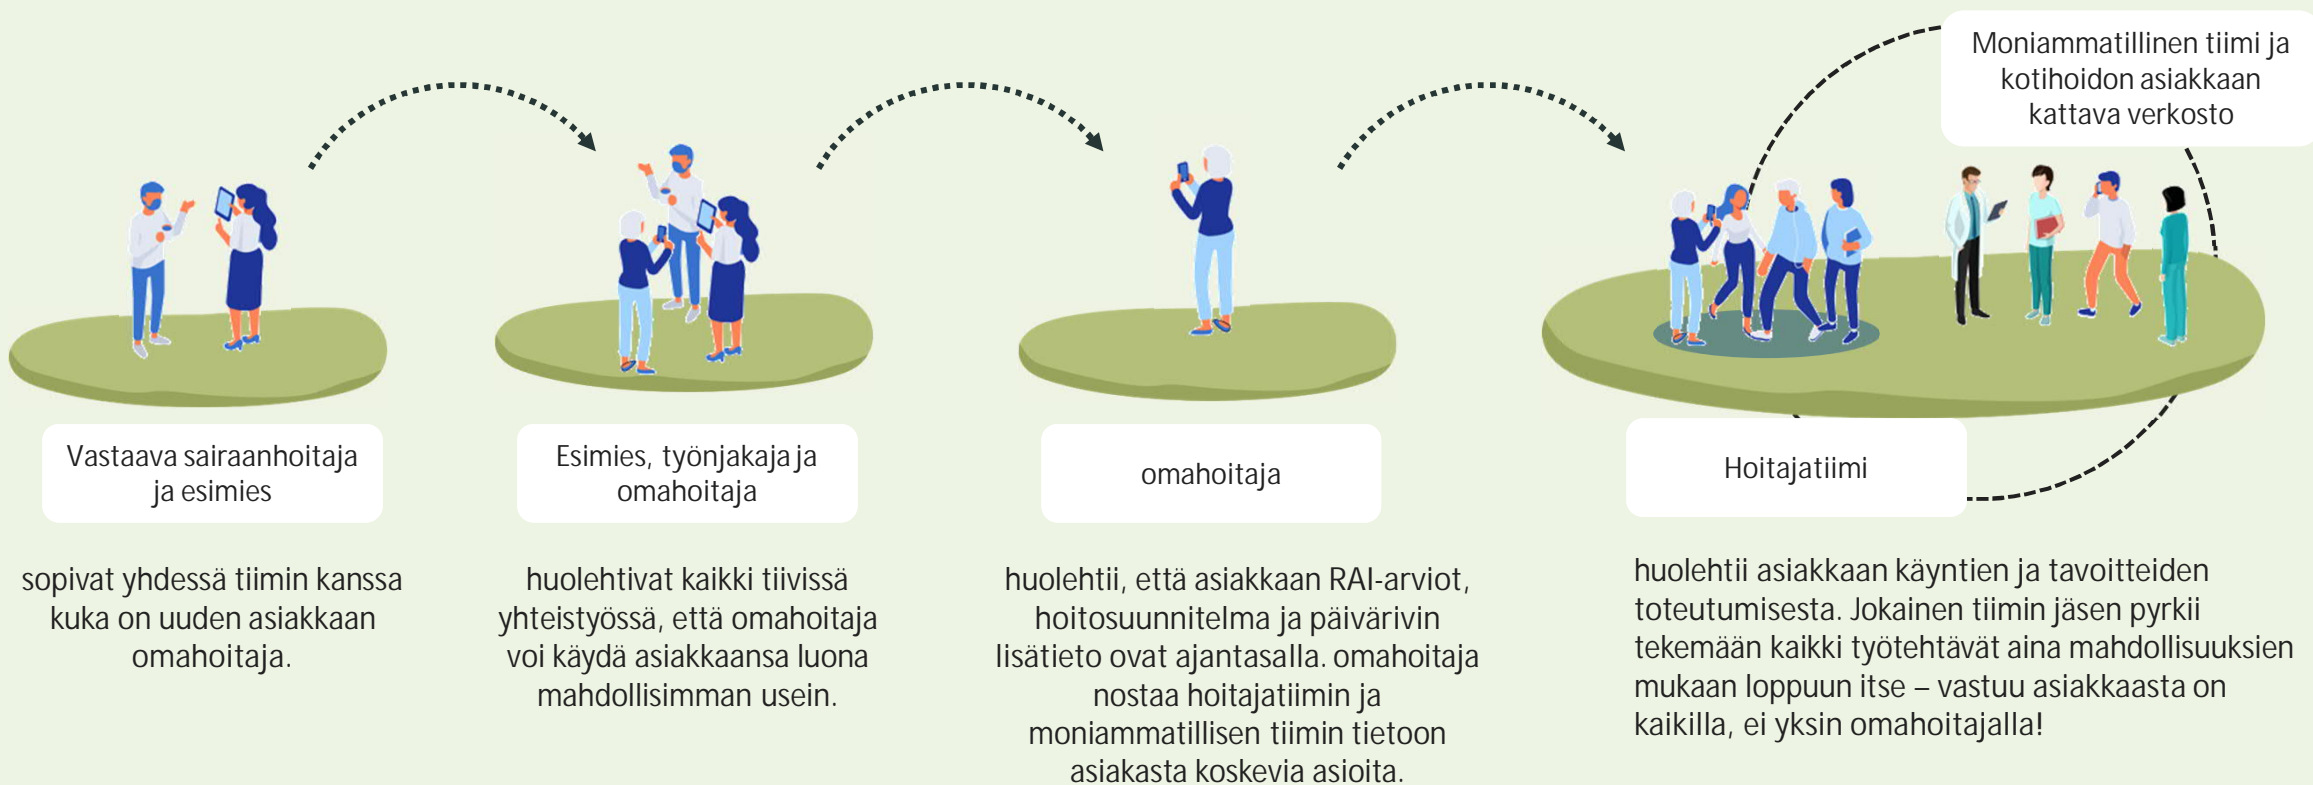 Moniammatillinen tiimi ja
kotihoidon asiakkaan
kattava verkosto
Vastaava sairaanhoitaja
ja esimies
sopivat yhdessä tiimin kanssa
kuka on uuden asiakkaan
omahoitaja.
Esimies, työnjakaja ja
omahoitaja
huolehtivat kaikki tiivissä
yhteistyössä, että omahoitaja
voi käydä asiakkaansa luona
mahdollisimman usein.
omahoitaja
huolehtii, että asiakkaan RAI-arviot,
hoitosuunnitelma ja päivärivin
lisätieto ovat ajantasalla. omahoitaja
nostaa hoitajatiimin ja
moniammatillisen tiimin tietoon
asiakasta koskevia asioita.
Hoitajatiimi
huolehtii asiakkaan käyntien ja tavoitteiden
toteutumisesta. Jokainen tiimin jäsen pyrkii
tekemään kaikki työtehtävät aina mahdollisuuksien
mukaan loppuun itse – vastuu asiakkaasta on
kaikilla, ei yksin omahoitajalla!